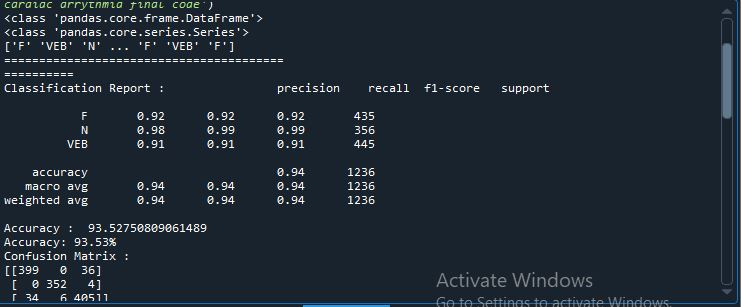 cardiac arrythmia final code')
<class 'pandas.core.frame.DataFrame'>
<class 'pandas.core.series.Series'>
['F' 'VEB' 'N' ... 'F' 'VEB' 'F']
========================================
==========
Classification Report :                precision    recall  f1-score   support

           F       0.92      0.92      0.92       435
           N       0.98      0.99      0.99       356
         VEB       0.91      0.91      0.91       445

    accuracy                           0.94      1236
   macro avg       0.94      0.94      0.94      1236
weighted avg       0.94      0.94      0.94      1236

Accuracy :  93.52750809061489
Accuracy: 93.53%
Confusion Matrix :
[[399   0  36]
 [  0 352   4]
 [ 34   6 405]]
Activate Windows
Go to Settings to activate Windows.